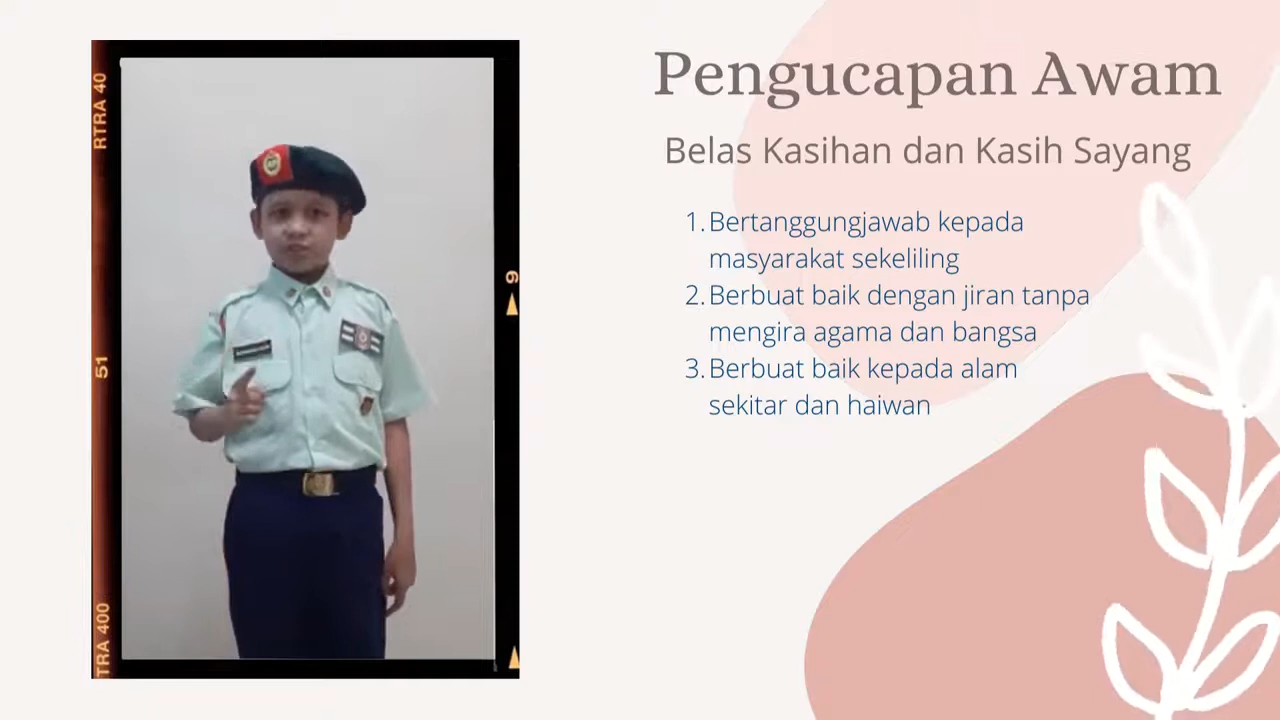 Pengucapan Awam
Belas Kasihan dan Kasih Sayang
1. Bertanggungjawab kepada
masyarakat sekeliling
2. Berbuat baik dengan jiran tanpa
mengira agama dan bangsa
3. Berbuat baik kepada alam
sekitar dan haiwan
RTRA 40
51
TRA 400
9